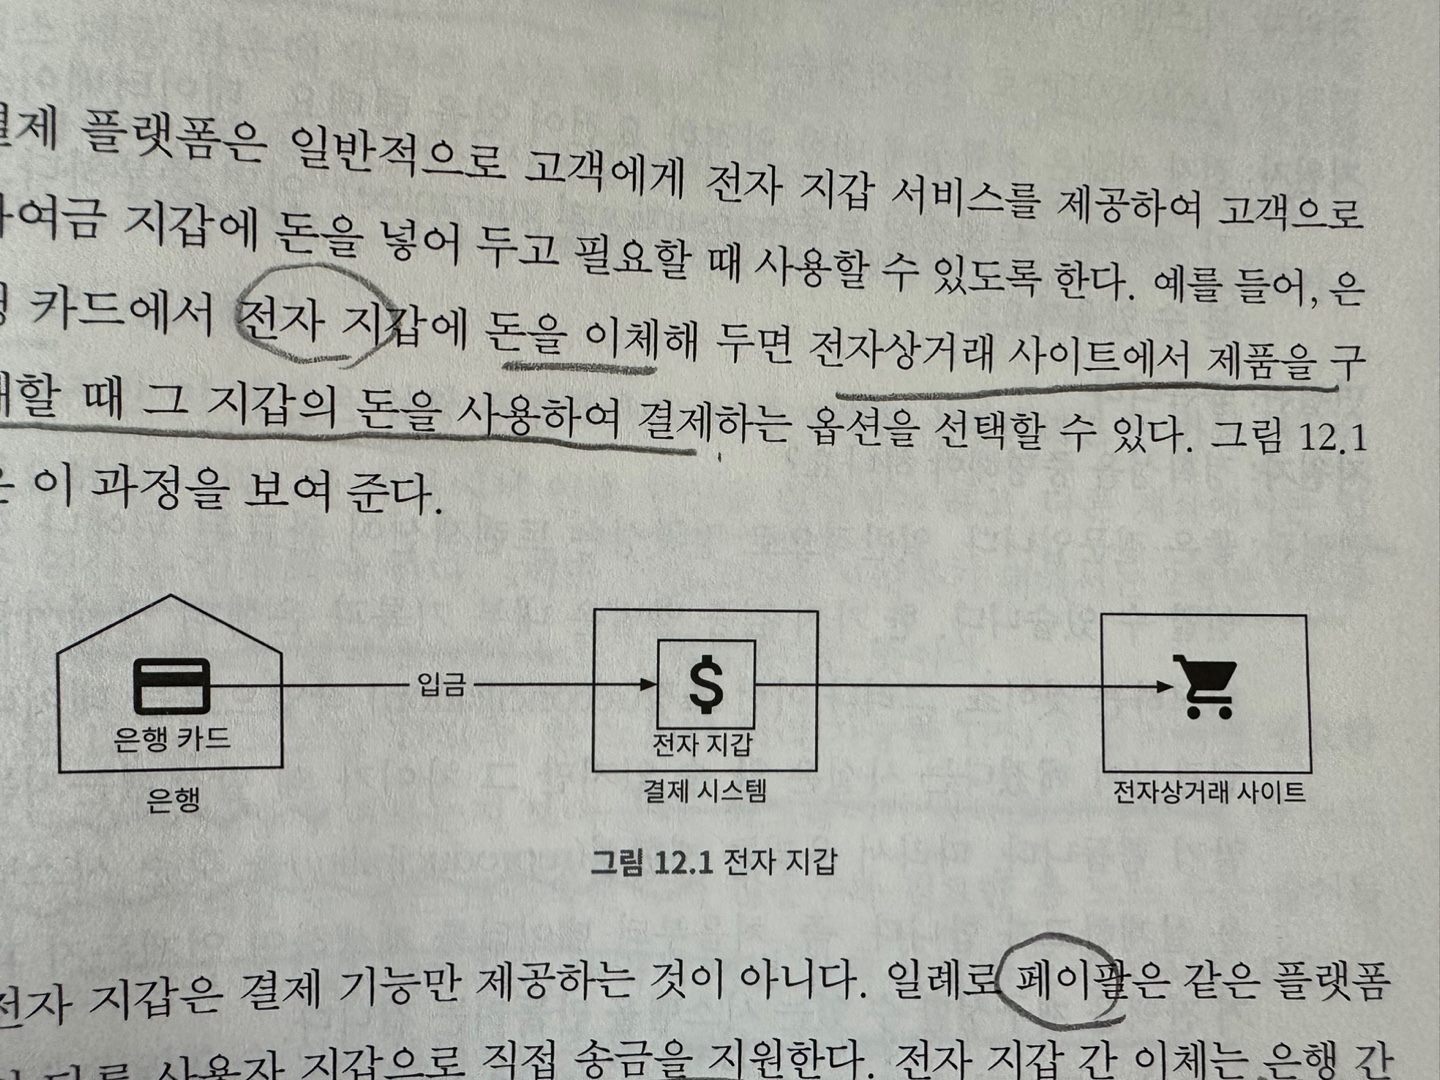 플랫폼은 일반적으로 고객에게 전자 지갑 서비스를 제공하여 고객으로
지갑에 돈을 넣어 두고 필요할 때 사용할 수 있도록 한다. 예를 들어, 은
카드에서 전자 지갑에 돈을 이체해 두면 전자상거래 사이트에서 제품을 구
때 그 지갑의 돈을 사용하여 결제하는 옵션을 선택할 수 있다. 그림 12.1
이 과정을 보여 준다.
입금
은행 카드
전자 지갑
은행
결제 시스템
전자상거래 사이트
그림 12.1 전자 지갑
전자 지갑은 결제 기능만 제공하는 것이 아니다. 일례로 페이팔은 같은 플랫폼
사용자 지갑으로 직접 송금을 지원한다. 전자 지갑 간 이체는 은행 간